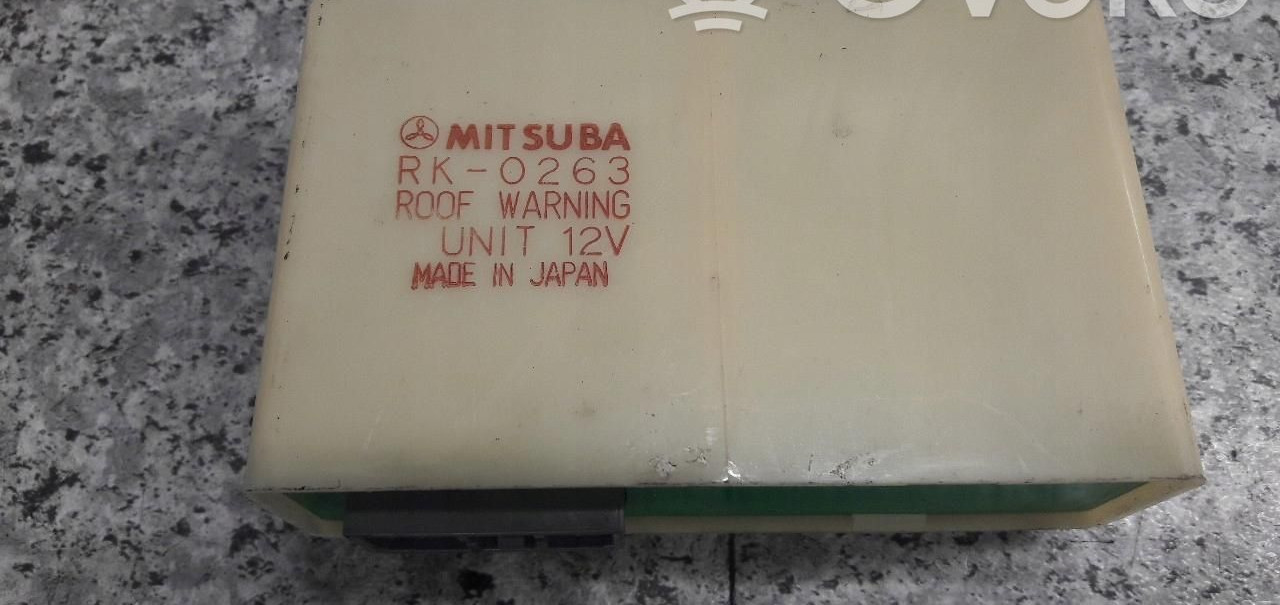 MITSUBA
RK-0263
ROOF WARNING
UNIT 12V
MADE IN JAPAN